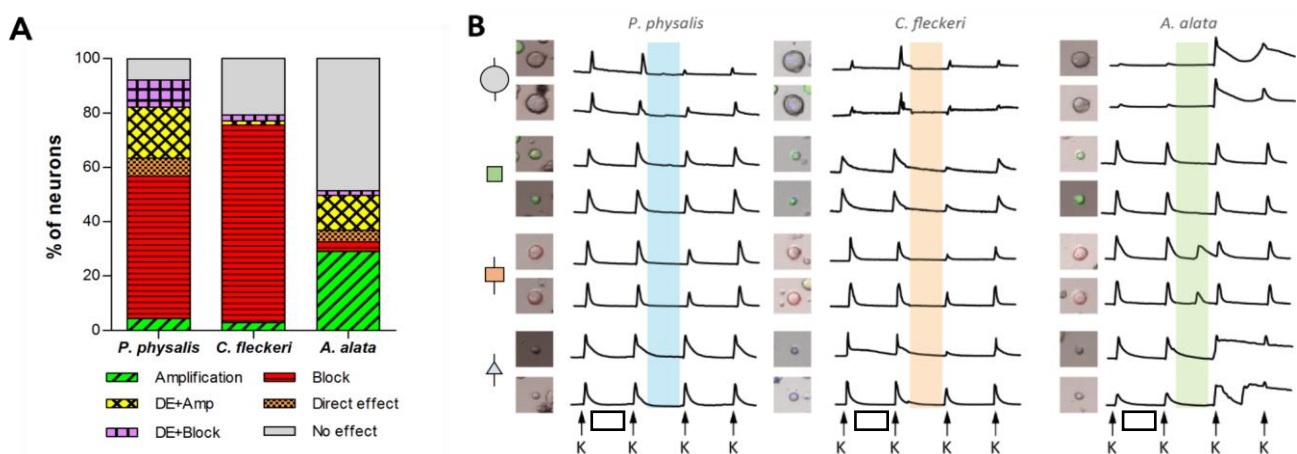 A
% of neurons
100
80
60
40
20
0
P. physalis C. fleckeri A. alata
Amplification Block
DE+Amp Direct effect
DE+Block No effect
B
P. physalis C. fleckeri A. alata
K K K K K K K K K K K K